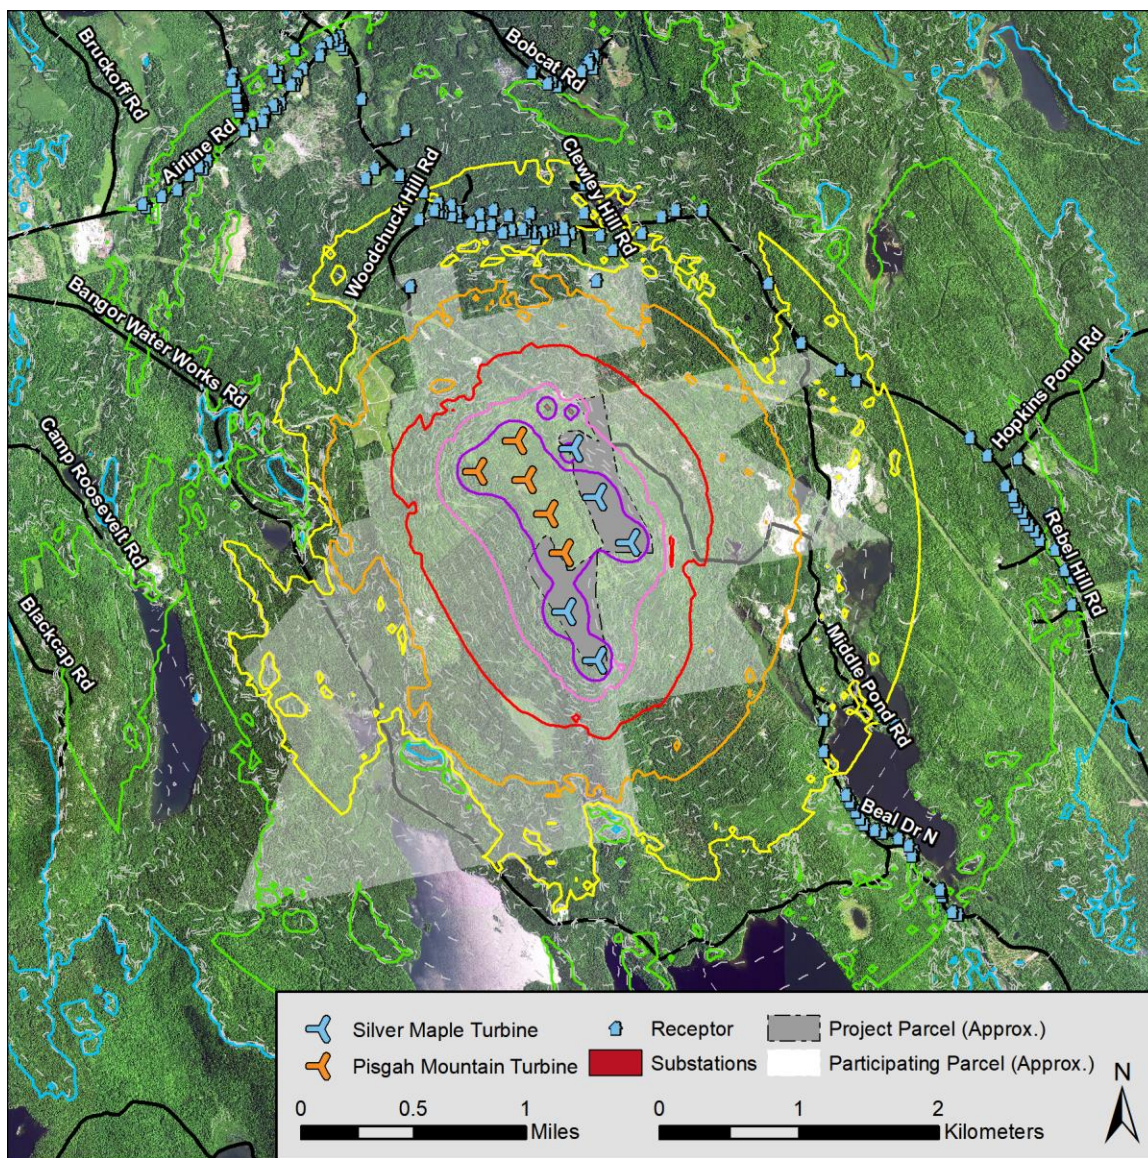 Bruckoff Rd
Bobcat Rd
Airline Rd
Clewley Hill Rd
Woodchuck Hill Rd
Bangor Water Works Rd
Hopkins Pond Rd
Camp Roosevelt Rd
Rebel Hill Rd
Blackcap Rd
Middle Pond Rd
Beal Dr N
Silver Maple Turbine
Receptor
Project Parcel (Approx.)
Pisgah Mountain Turbine
Substations
Participating Parcel (Approx.)
N
0 0.5 1
Miles
0 1 2
Kilometers